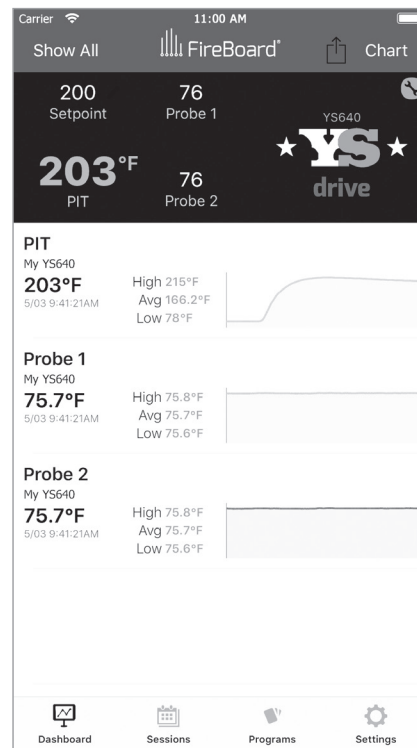 Carrier 11:00 AM
Show All FireBoard® Chart
200 76
Setpoint Probe 1
YS640
YS
drive
203°F
PIT
76
Probe 2
PIT
My YS640
203°F
5/03 9:41:21AM
High 215°F
Avg 166.2°F
Low 78°F
Probe 1
My YS640
75.7°F
5/03 9:41:21AM
High 75.8°F
Avg 75.7°F
Low 75.6°F
Probe 2
My YS640
75.7°F
5/03 9:41:21AM
High 75.8°F
Avg 75.7°F
Low 75.6°F
Dashboard Sessions Programs Settings